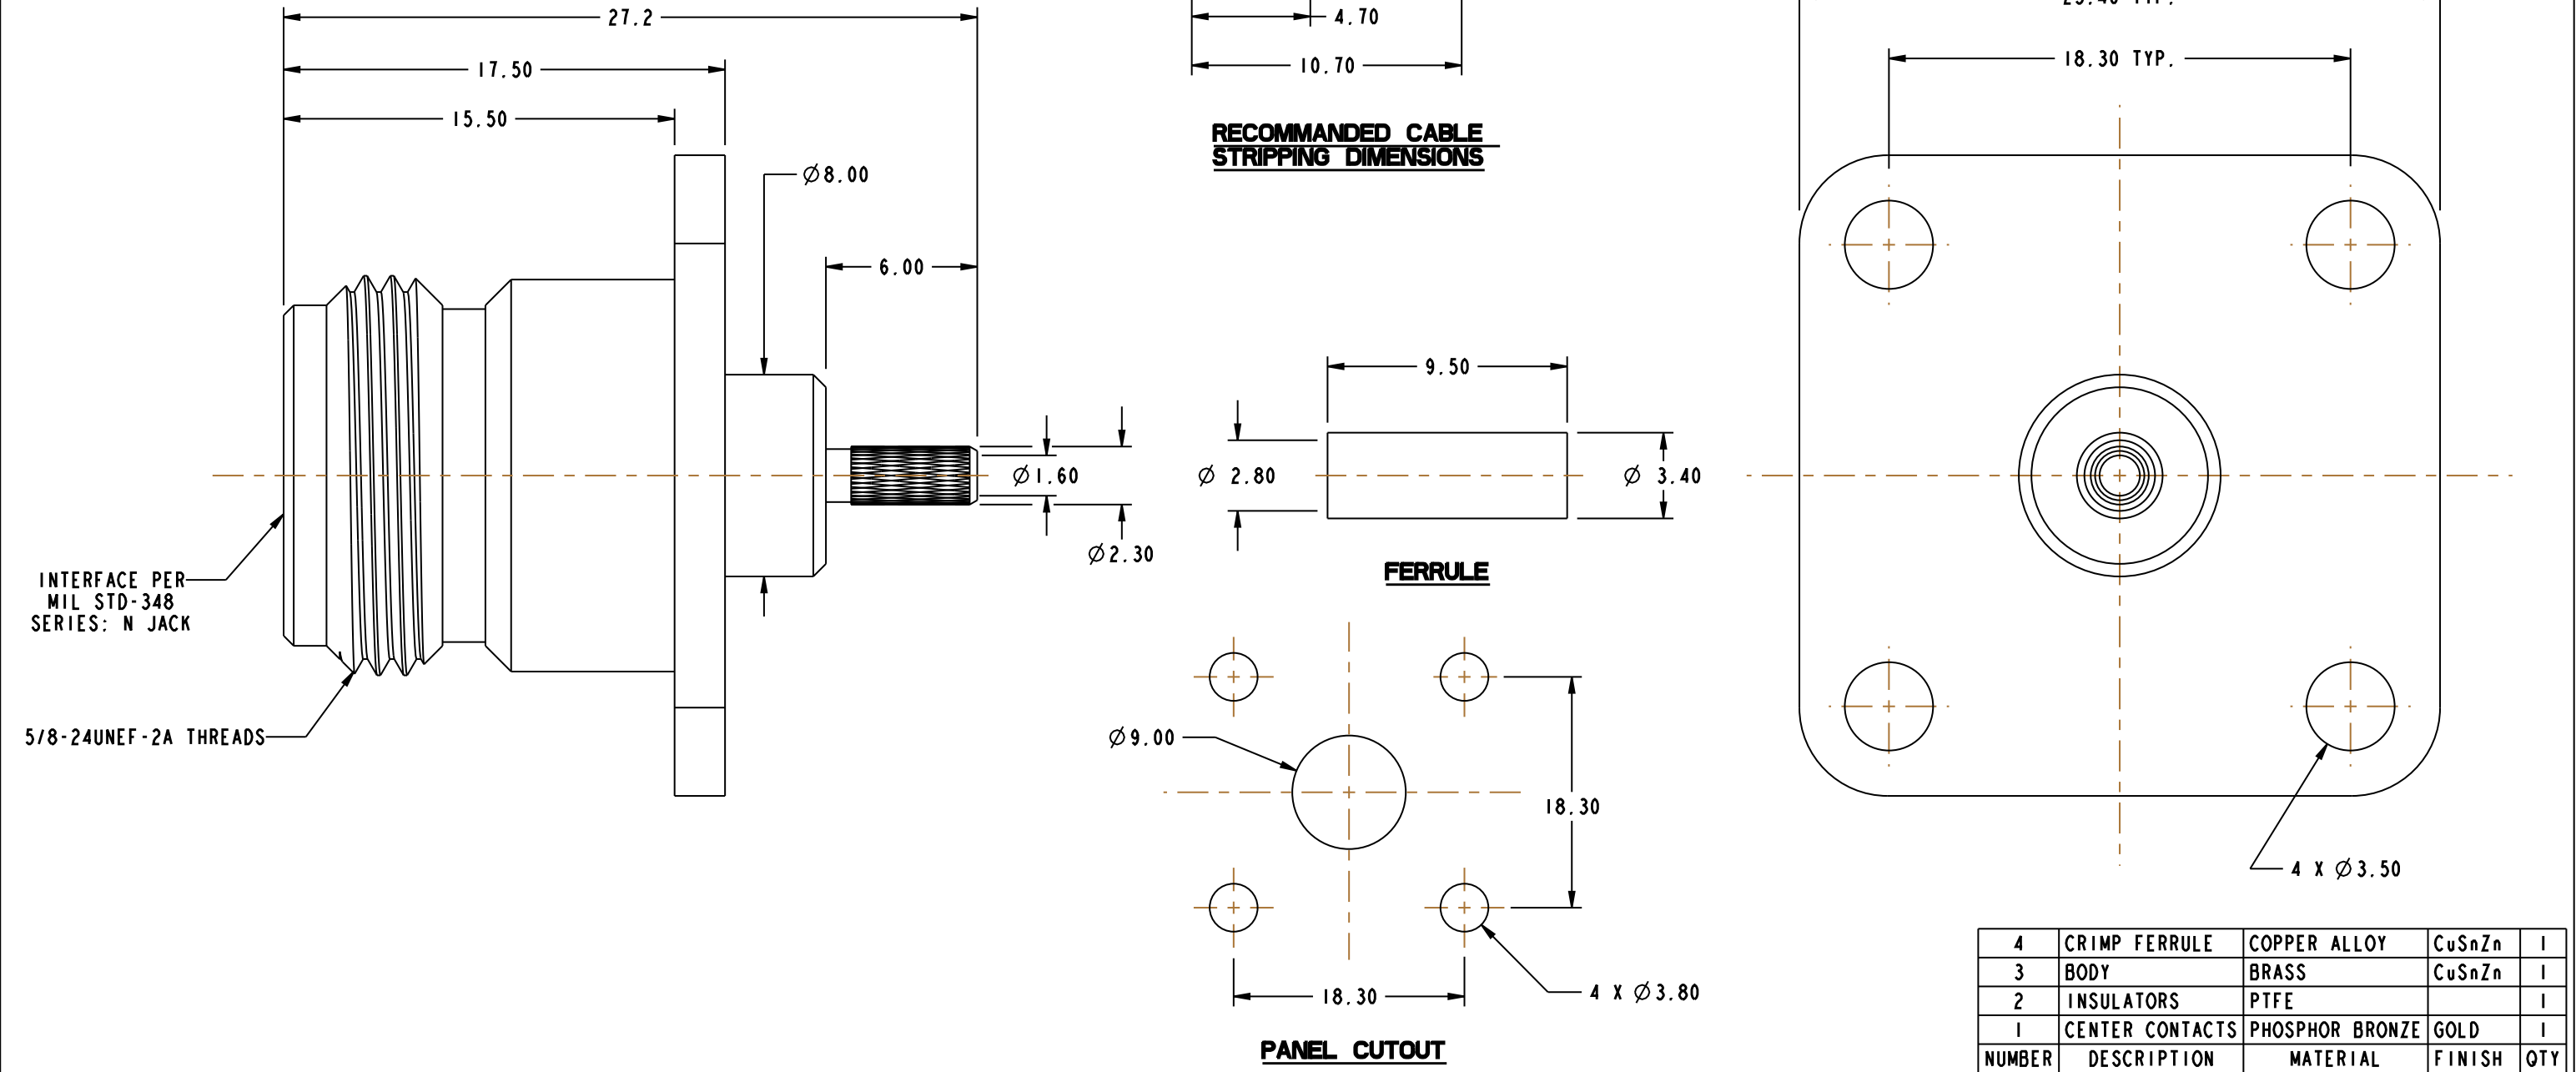 27.2
4.70
17.50
10.70
18.30 TYP.
15.50
RECOMMANDED CABLE
STRIPPING DIMENSIONS
Ø8.00
6.00
9.50
Ø1.60
Ø 2.80
Ø 3.40
Ø2.30
FERRULE
INTERFACE PER
MIL STD-348
SERIES: N JACK
5/8-24UNEF-2A THREADS
Ø9.00
18.30
4 X Ø3.50
18.30
4 X Ø3.80
PANEL CUTOUT
4 CRIMP FERRULE COPPER ALLOY CuSnZn 1
3 BODY BRASS CuSnZn 1
2 INSULATORS PTFE 1
1 CENTER CONTACTS PHOSPHOR BRONZE GOLD 1
NUMBER DESCRIPTION MATERIAL FINISH QTY